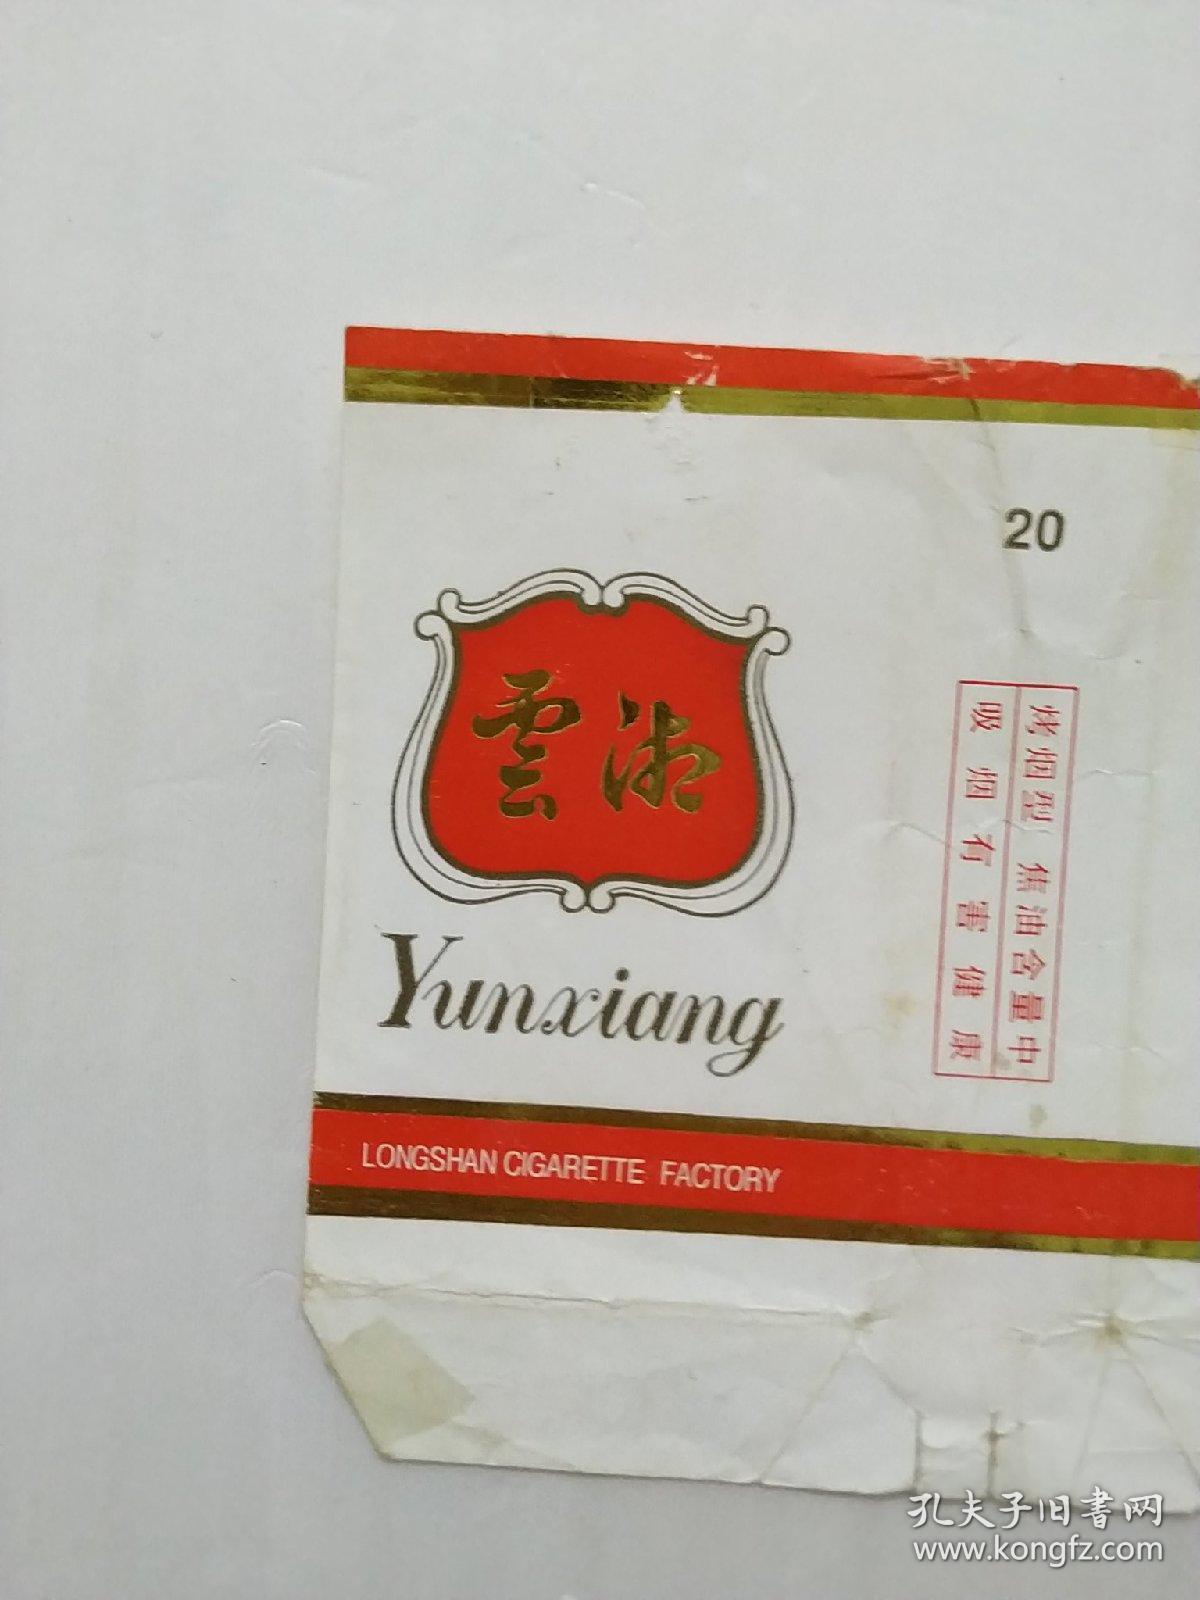 20
雲湘
Yunxiang
烤烟型 焦油含量中
吸烟有害健康
LONGSHAN CIGARETTE FACTORY
孔夫子旧书网
www.kongfz.com